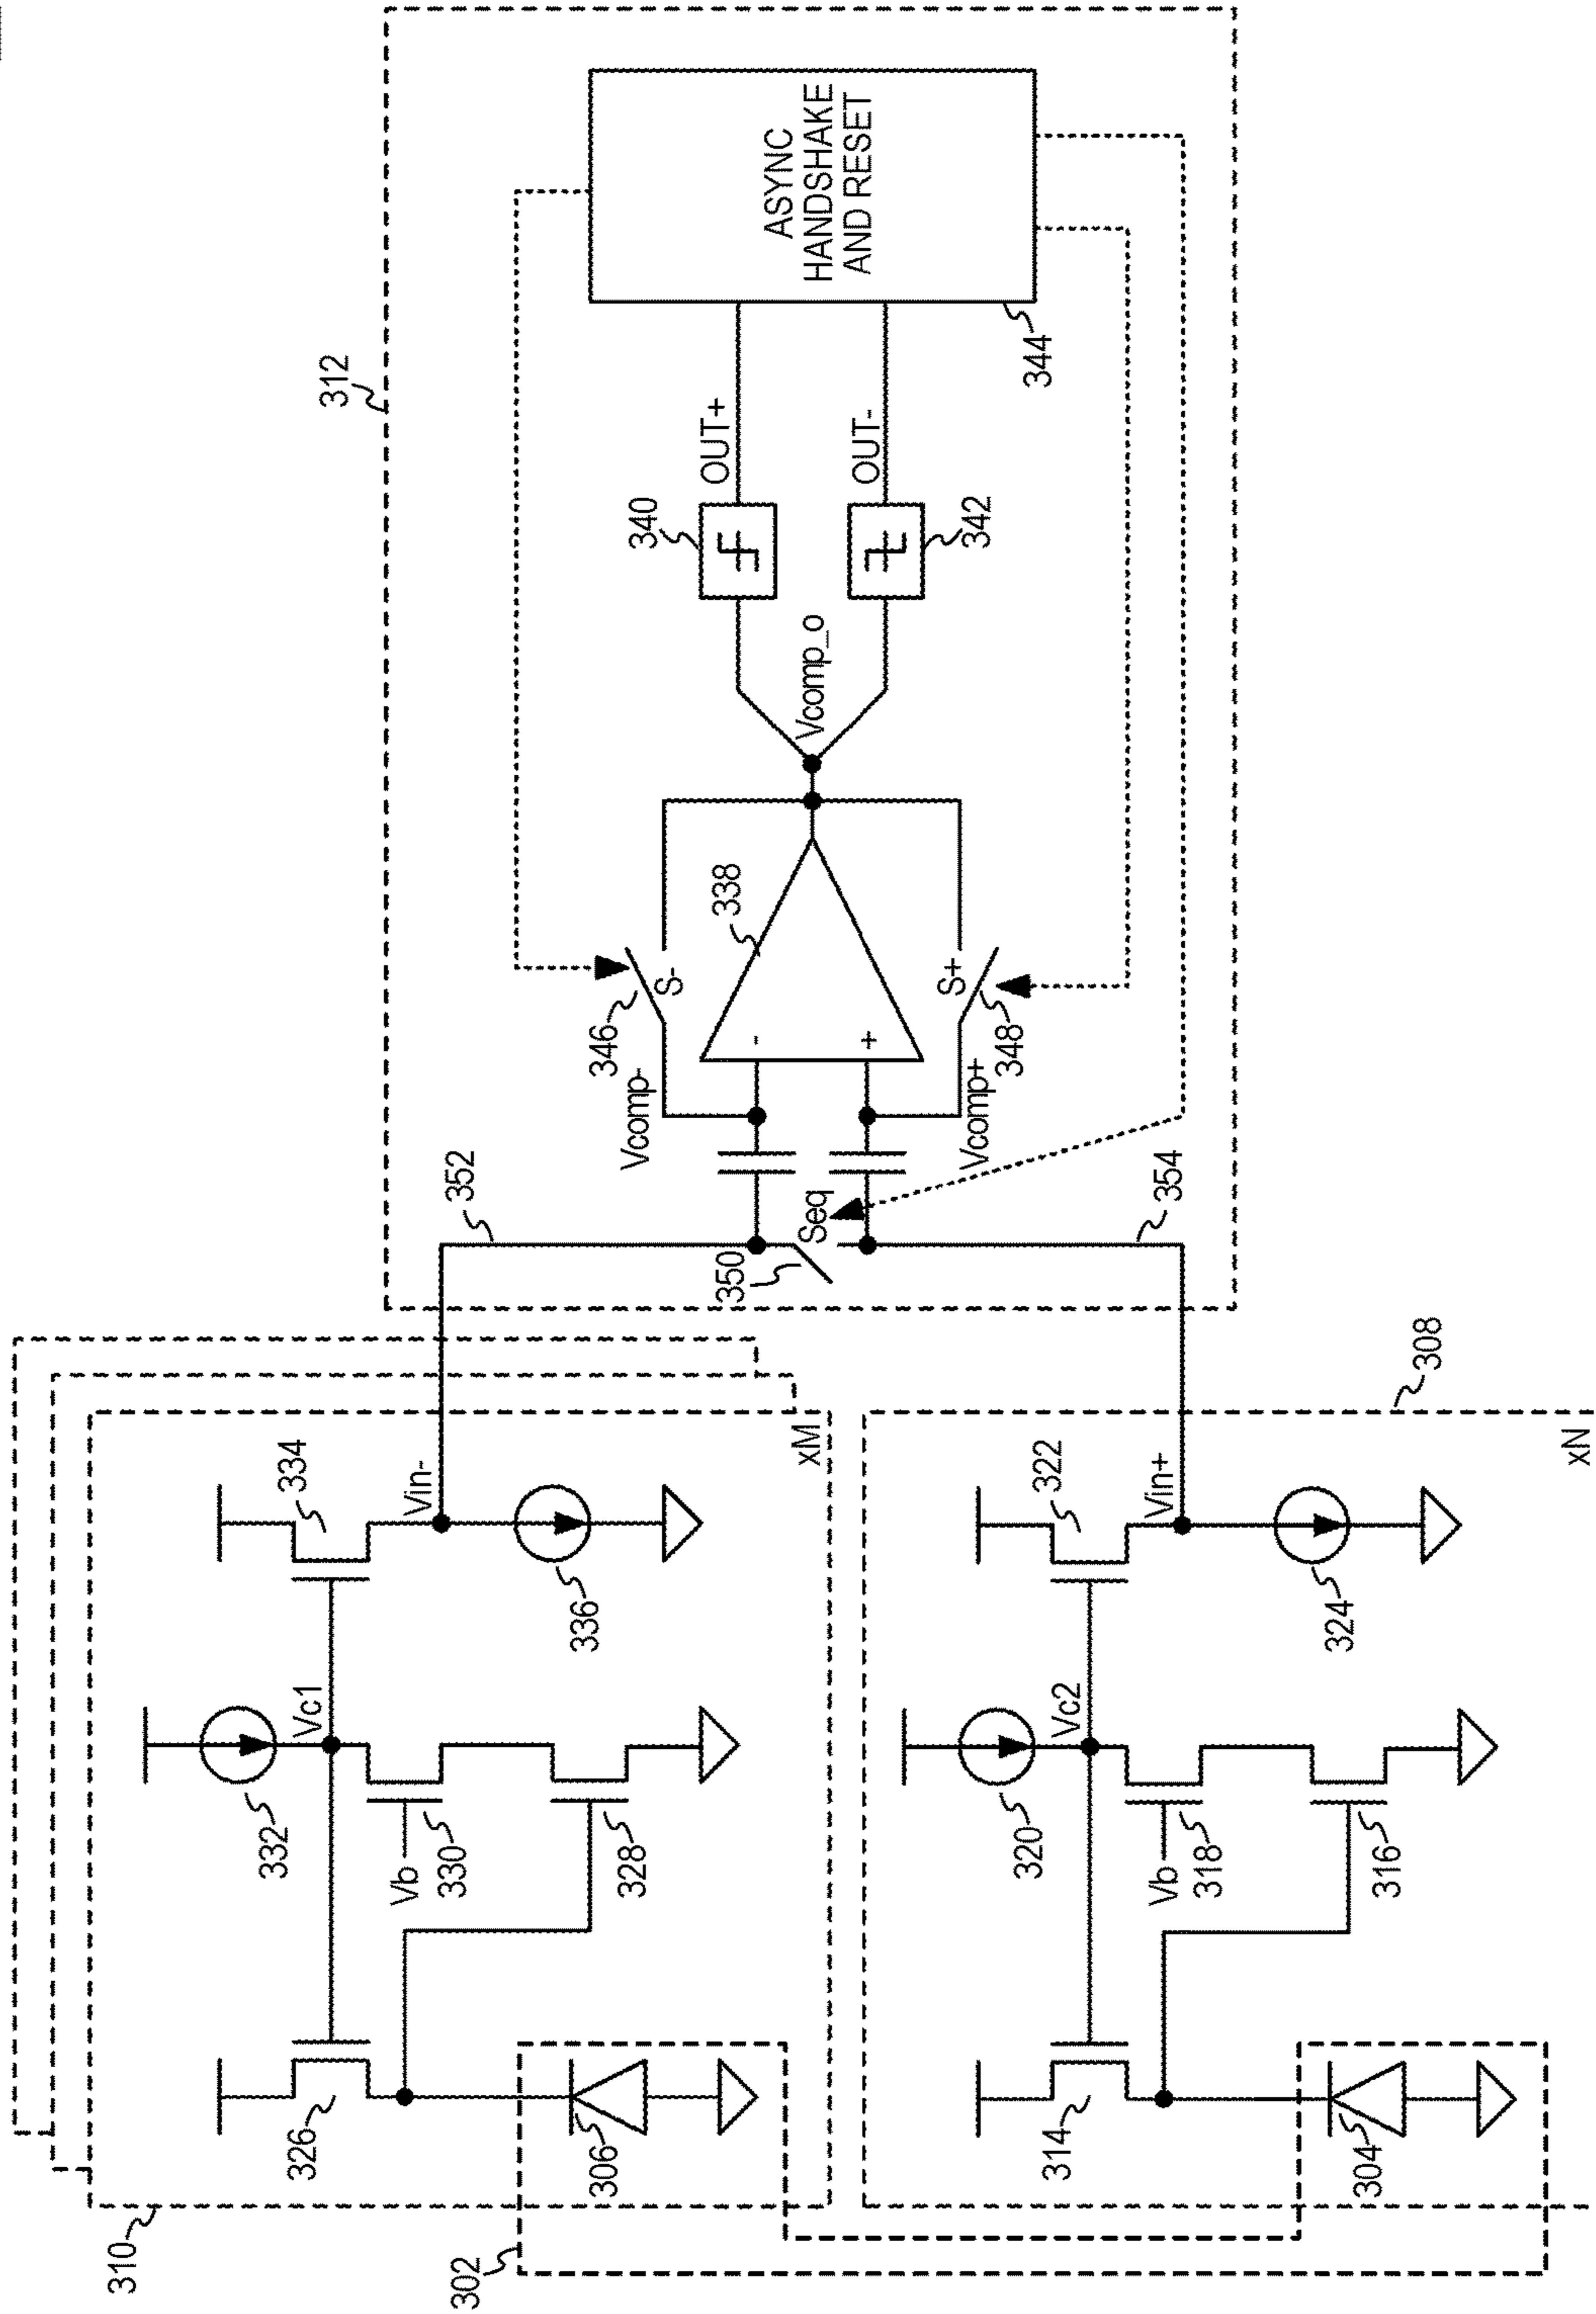 312
ASYNC
HANDSHAKE
AND RESET
344
340
OUT+
OUT-
342
Vcomp_o
338
S-
346
-
S+
348
+
Vcomp-
Vcomp+
352
Seq
350
354
308
334
Vin-
xM
336
322
Vin+
xN
324
Vc1
332
Vb
330
328
Vc2
320
Vb
318
316
326
306
314
304
310
302